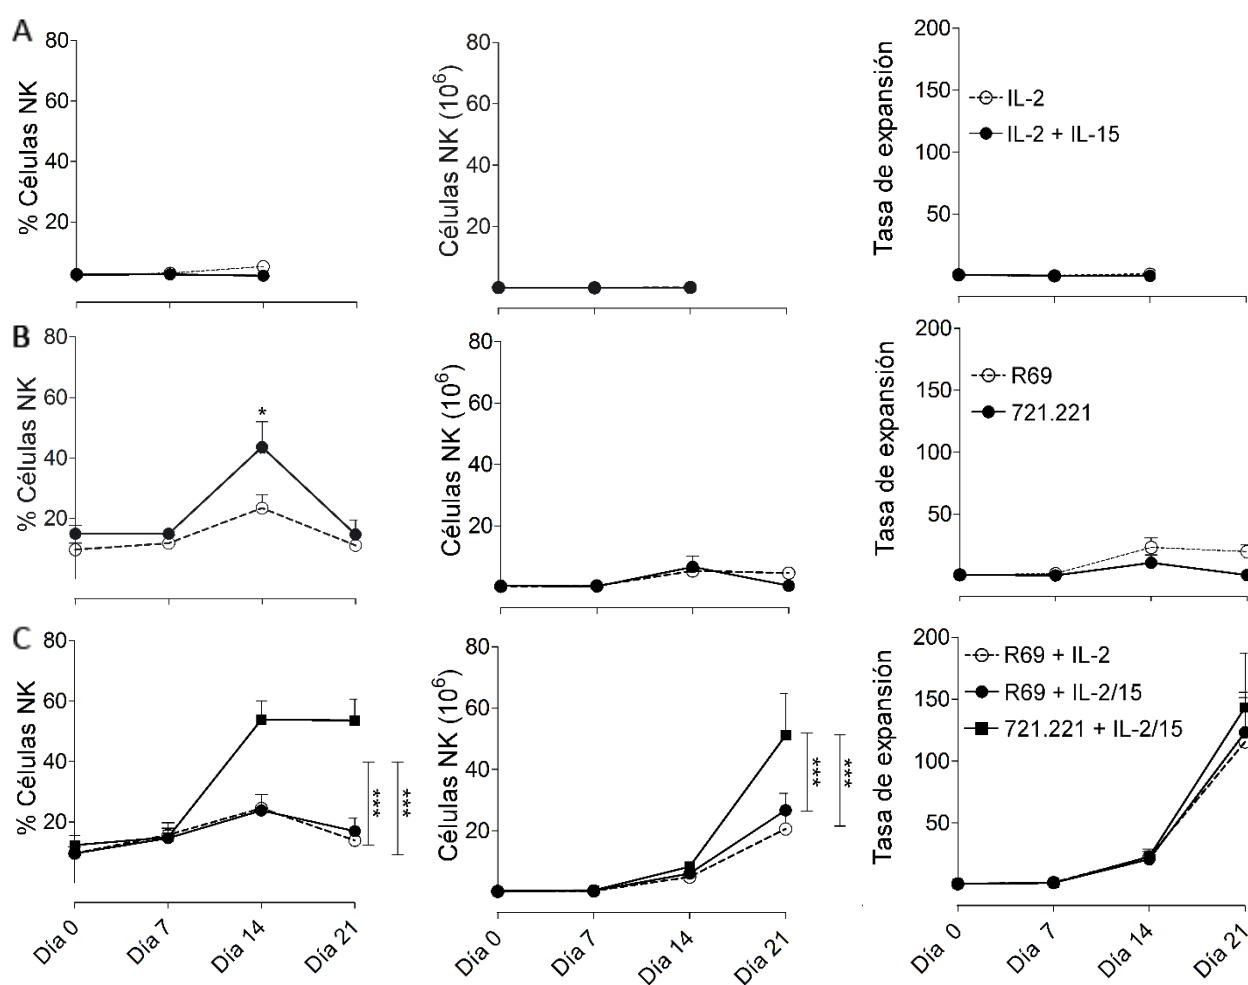 A
% Células NK
80
60
40
20
Células NK (10⁶)
80
60
40
20
Tasa de expansión
200
150
100
50
IL-2
IL-2 + IL-15
B
% Células NK
80
60
40
20
*
Células NK (10⁶)
80
60
40
20
Tasa de expansión
200
150
100
50
R69
721.221
C
% Células NK
80
60
40
20
***
***
Día 0
Día 7
Día 14
Día 21
Células NK (10⁶)
80
60
40
20
***
***
Día 0
Día 7
Día 14
Día 21
Tasa de expansión
200
150
100
50
R69 + IL-2
R69 + IL-2/15
721.221 + IL-2/15
Día 0
Día 7
Día 14
Día 21